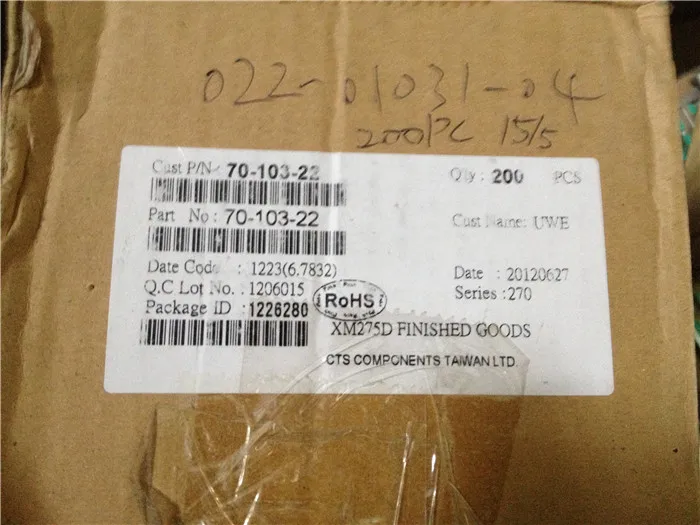 022-01031-04
200PC 15/5
Cust P/N: 70-103-22
Qty : 200 PCS
Part No : 70-103-22
Cust Name: UWE
Date Code : 1223(6.7832)
Date : 20120627
Q.C Lot No. : 1206015
Series : 270
Package ID : 1226280
RoHS
XM275D FINISHED GOODS
CTS COMPONENTS TAIWAN LTD.